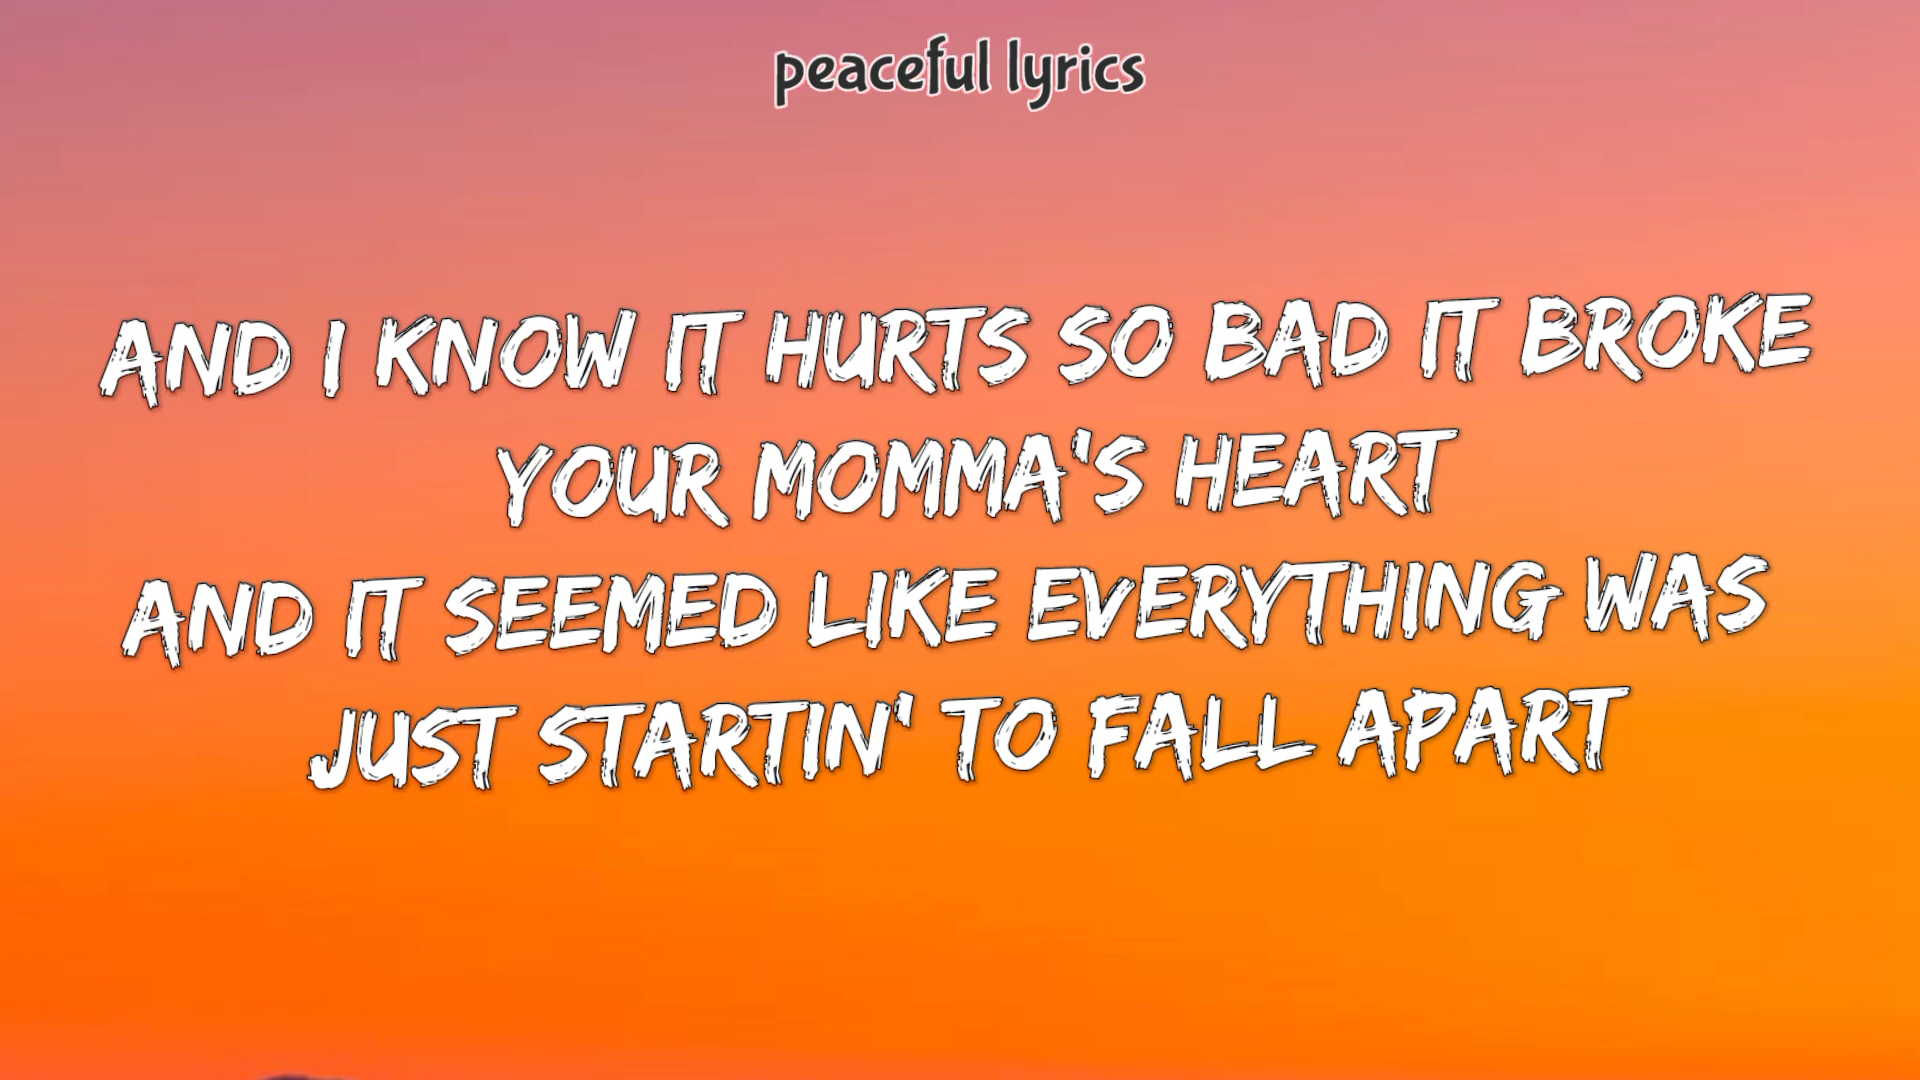 peaceful lyrics
AND I KNOW IT HURTS SO BAD IT BROKE
YOUR MOMMA'S HEART
AND IT SEEMED LIKE EVERYTHING WAS
JUST STARTIN' TO FALL APART